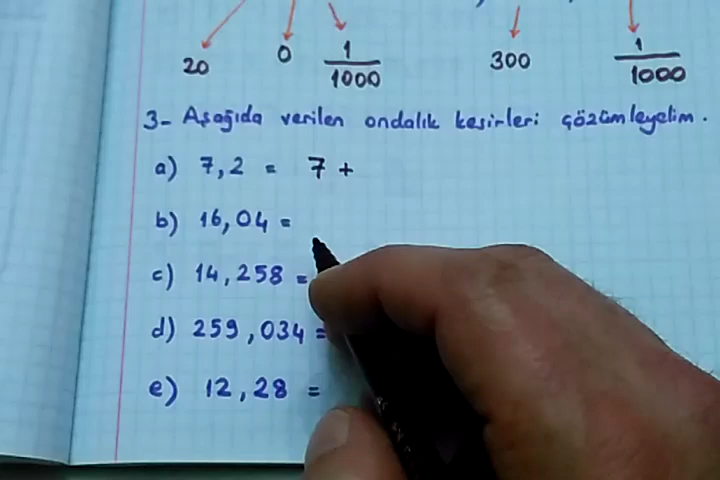 20 0 1/1000 300 1/1000
3- Aşağıda verilen ondalık kesirleri çözümleyelim.
a) 7,2 = 7 +
b) 16,04 =
c) 14,258 =
d) 259,034 =
e) 12,28 =